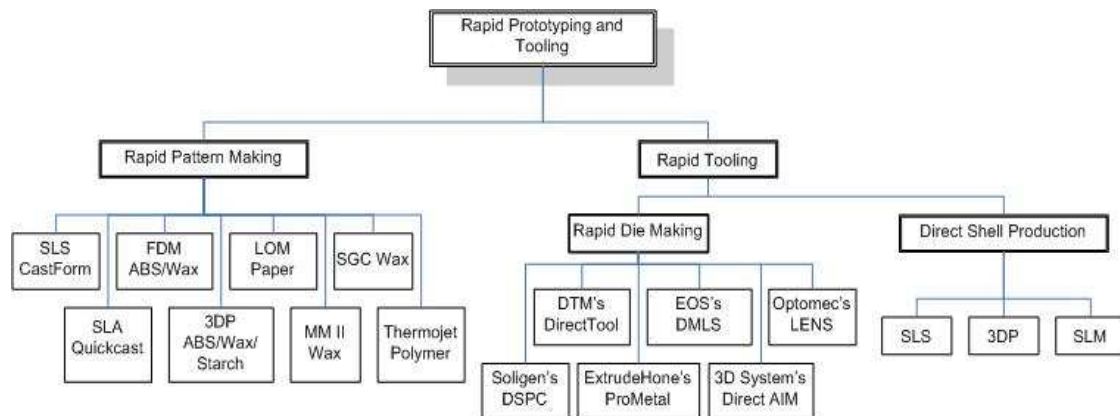 Rapid Prototyping and
Tooling
Rapid Pattern Making
Rapid Tooling
Rapid Die Making
Direct Shell Production
SLS
CastForm
FDM
ABS/Wax
LOM
Paper
SGC Wax
SLA
Quickcast
3DP
ABS/Wax/
Starch
MM II
Wax
Thermojet
Polymer
DTM's
DirectTool
EOS's
DMLS
Optomec's
LENS
Soligen's
DSPC
ExtrudeHone's
ProMetal
3D System's
Direct AIM
SLS
3DP
SLM